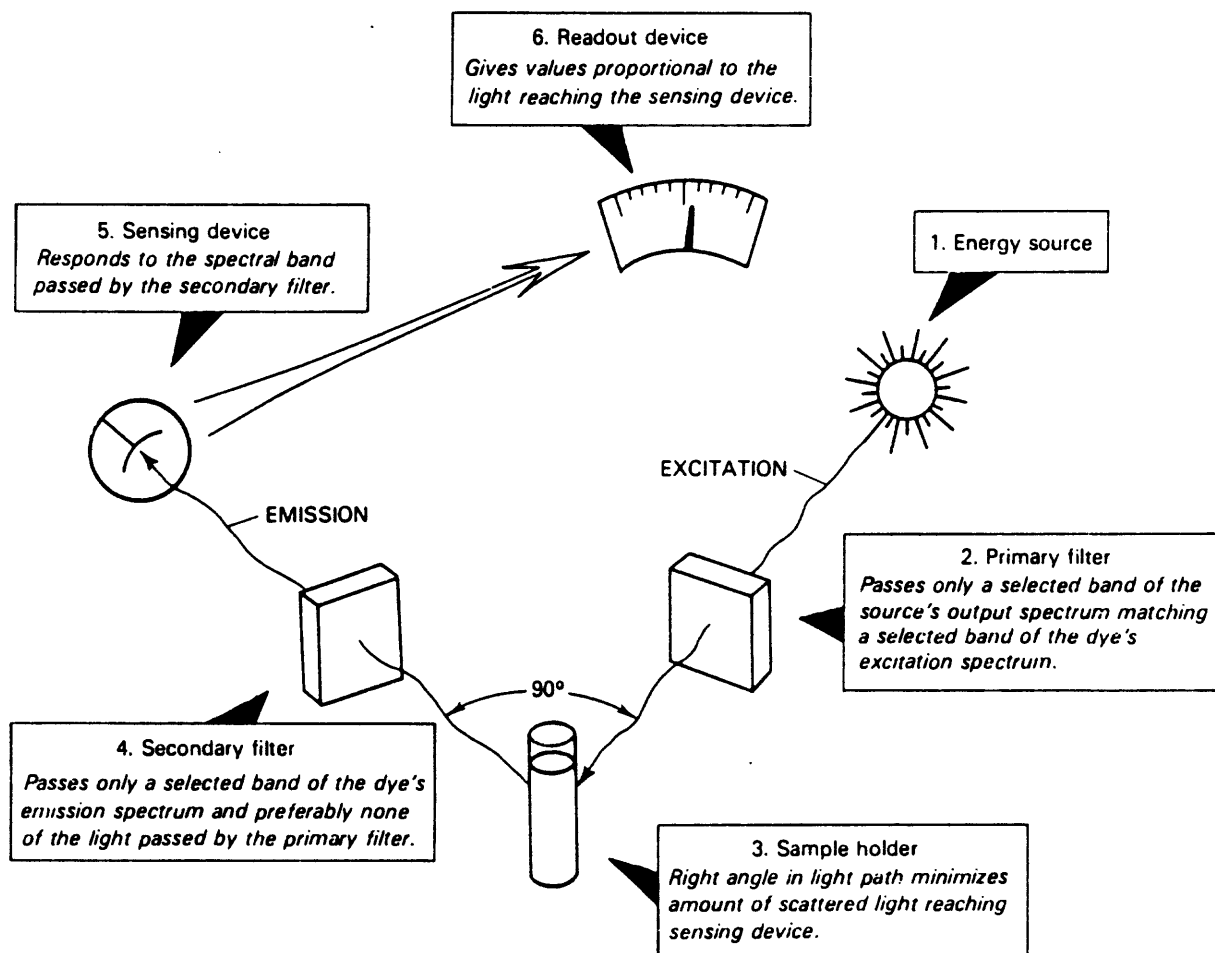 6. Readout device
Gives values proportional to the
light reaching the sensing device.
5. Sensing device
Responds to the spectral band
passed by the secondary filter.
1. Energy source
EXCITATION
EMISSION
2. Primary filter
Passes only a selected band of the
source's output spectrum matching
a selected band of the dye's
excitation spectrum.
90º
4. Secondary filter
Passes only a selected band of the dye's
emission spectrum and preferably none
of the light passed by the primary filter.
3. Sample holder
Right angle in light path minimizes
amount of scattered light reaching
sensing device.